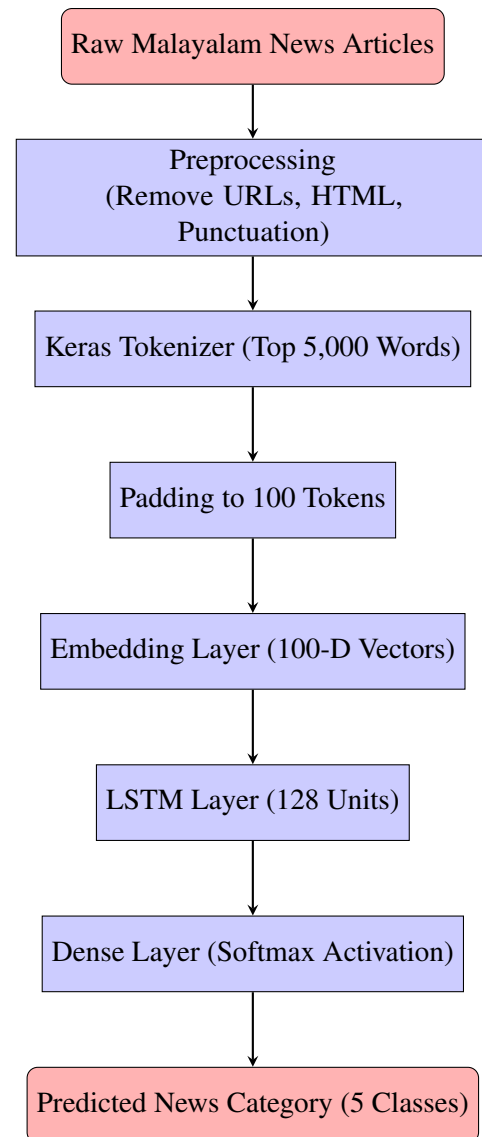 Raw Malayalam News Articles
Preprocessing
(Remove URLs, HTML,
Punctuation)
Keras Tokenizer (Top 5,000 Words)
Padding to 100 Tokens
Embedding Layer (100-D Vectors)
LSTM Layer (128 Units)
Dense Layer (Softmax Activation)
Predicted News Category (5 Classes)